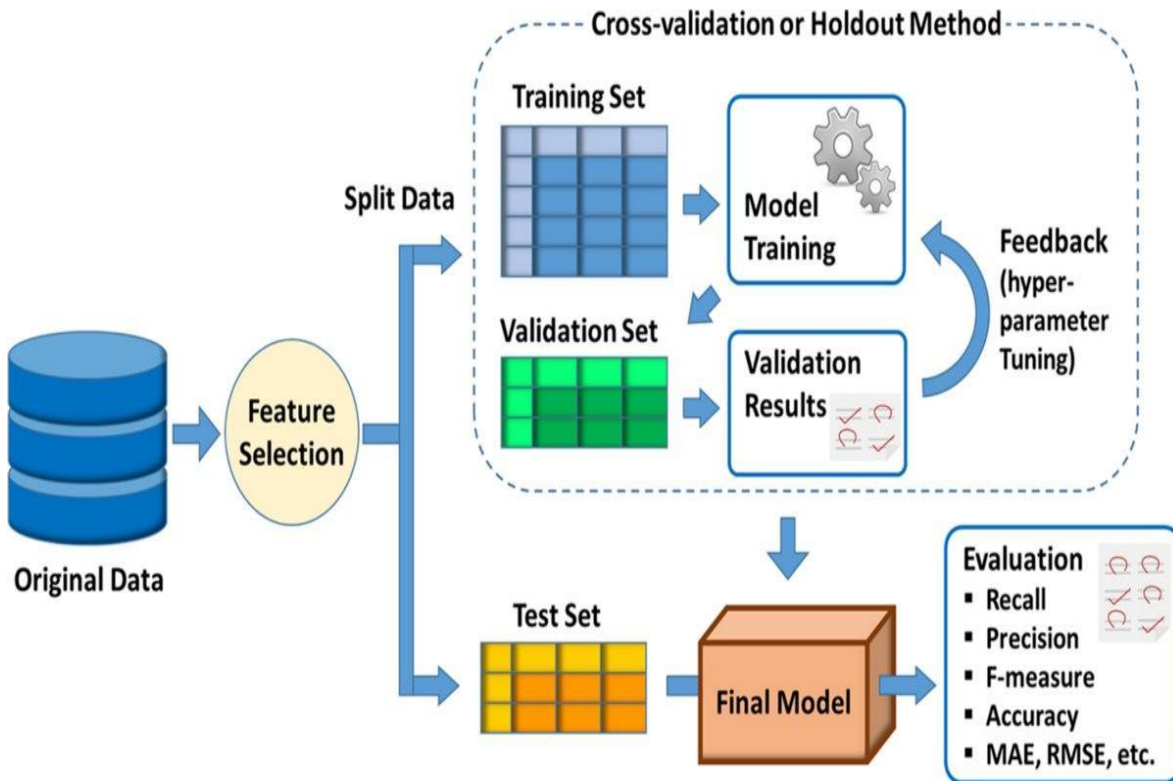 Cross-validation or Holdout Method
Training Set
Split Data
Model
Training
Feedback
(hyper-
parameter
Tuning)
Validation Set
Validation
Results
Feature
Selection
Original Data
Test Set
Final Model
Evaluation
▪ Recall
▪ Precision
▪ F-measure
▪ Accuracy
▪ MAE, RMSE, etc.